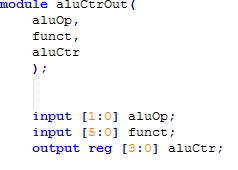 module aluCtrOut(
aluOp,
funct,
aluCtr
);
input [1:0] aluOp;
input [5:0] funct;
output reg [3:0] aluCtr;